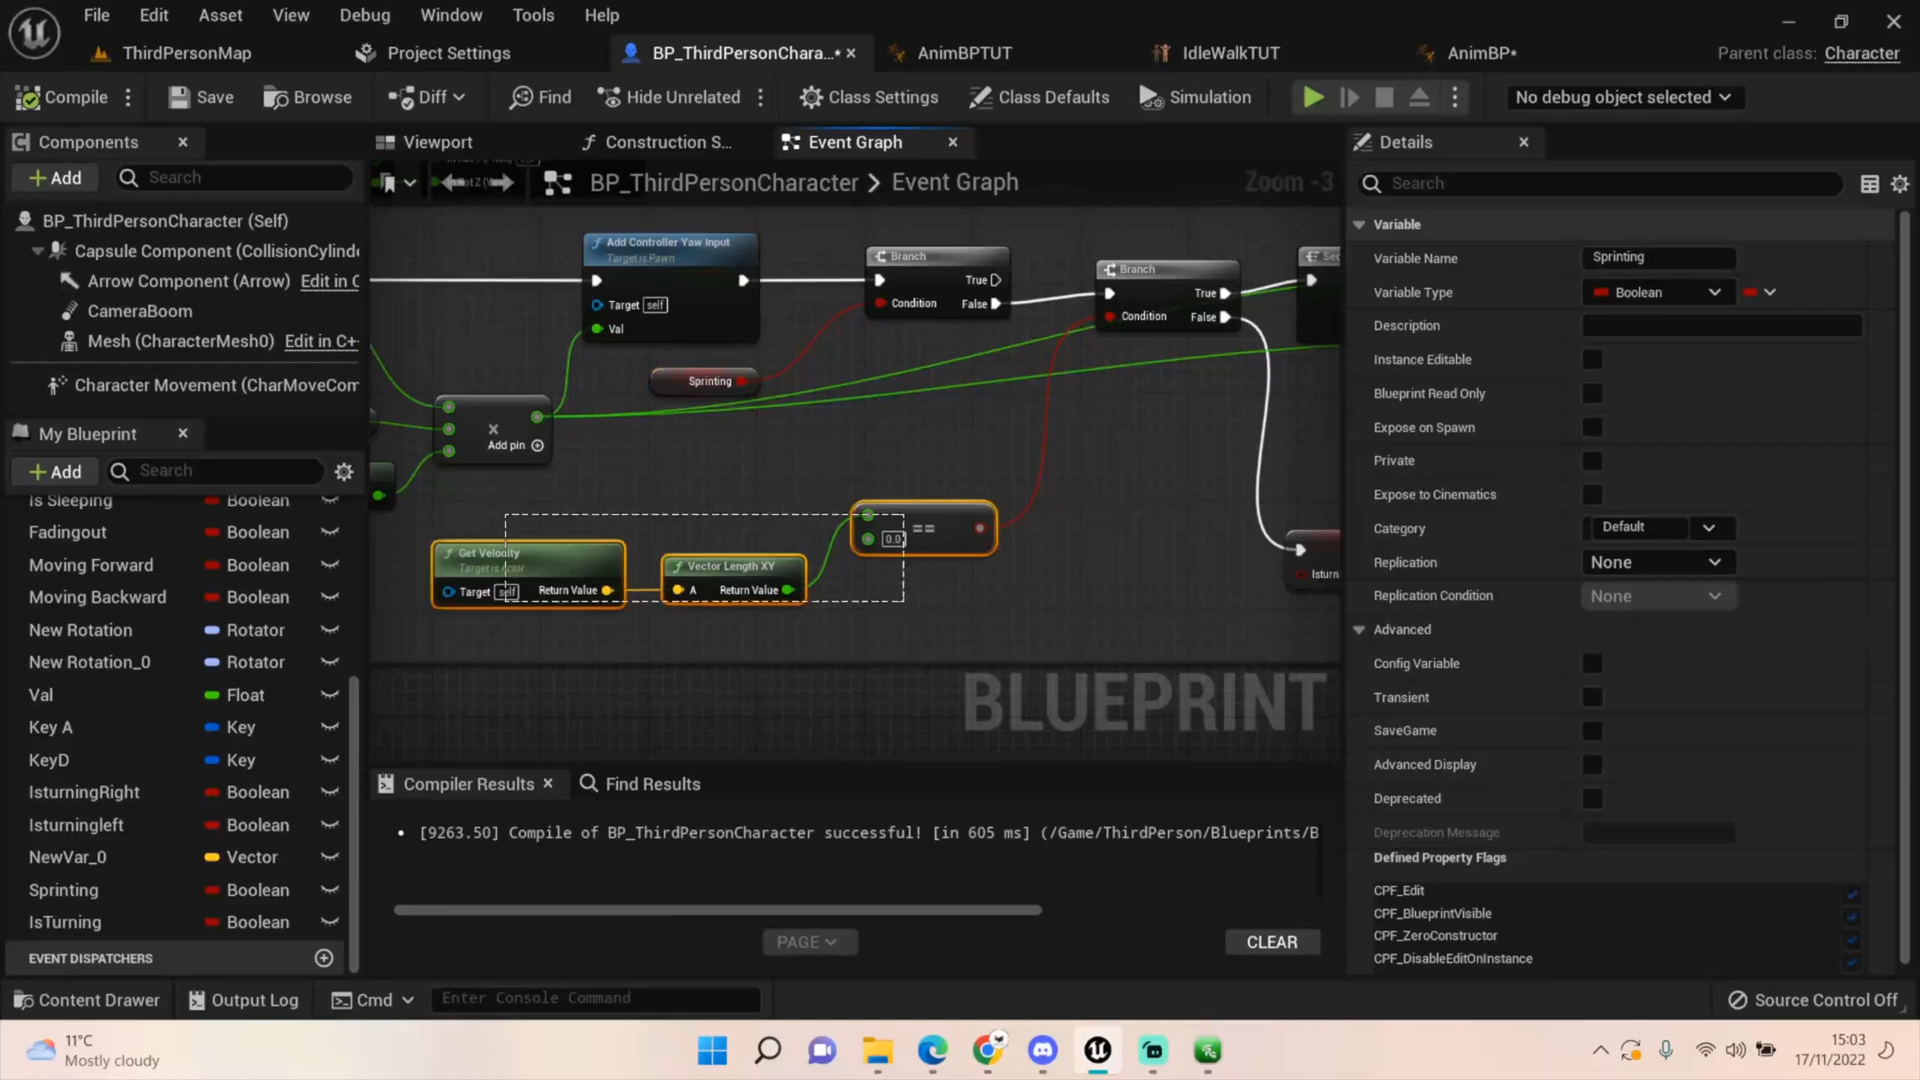 File Edit Asset View Debug Window Tools Help
ThirdPersonMap Project Settings BP_ThirdPersonChara...* AnimBPTUT IdleWalkTUT AnimBP* Parent class: Character
Compile Save Browse Diff Find Hide Unrelated Class Settings Class Defaults Simulation No debug object selected
Components Viewport Construction S... Event Graph Details
Add Search BP_ThirdPersonCharacter > Event Graph Zoom -3 Search
BP_ThirdPersonCharacter (Self)
Capsule Component (CollisionCylinde
Arrow Component (Arrow) Edit in C
CameraBoom
Mesh (CharacterMesh0) Edit in C++
Character Movement (CharMoveCom
My Blueprint
Add Search
Is Sleeping Boolean
Fadingout Boolean
Moving Forward Boolean
Moving Backward Boolean
New Rotation Rotator
New Rotation_0 Rotator
Val Float
Key A Key
KeyD Key
IsturningRight Boolean
Isturningleft Boolean
NewVar_0 Vector
Sprinting Boolean
IsTurning Boolean
EVENT DISPATCHERS
Add Controller Yaw Input
Target is Pawn
Target self
Val
Branch
True
Condition False
Branch
True
Condition False
Sprinting
Add pin
Get Velocity
Target is Actor
Target self Return Value
Vector Length XY
A Return Value
0.0 ==
Isturn
BLUEPRINT
Compiler Results Find Results
[9263.50] Compile of BP_ThirdPersonCharacter successful! [in 605 ms] (/Game/ThirdPerson/Blueprints/B
PAGE CLEAR
Variable
Variable Name Sprinting
Variable Type Boolean
Description
Instance Editable
Blueprint Read Only
Expose on Spawn
Private
Expose to Cinematics
Category Default
Replication None
Replication Condition None
Advanced
Config Variable
Transient
SaveGame
Advanced Display
Deprecated
Deprecation Message
Defined Property Flags
CPF_Edit
CPF_BlueprintVisible
CPF_ZeroConstructor
CPF_DisableEditOnInstance
Content Drawer Output Log Cmd Enter Console Command Source Control Off
11°C
Mostly cloudy
15:03
17/11/2022